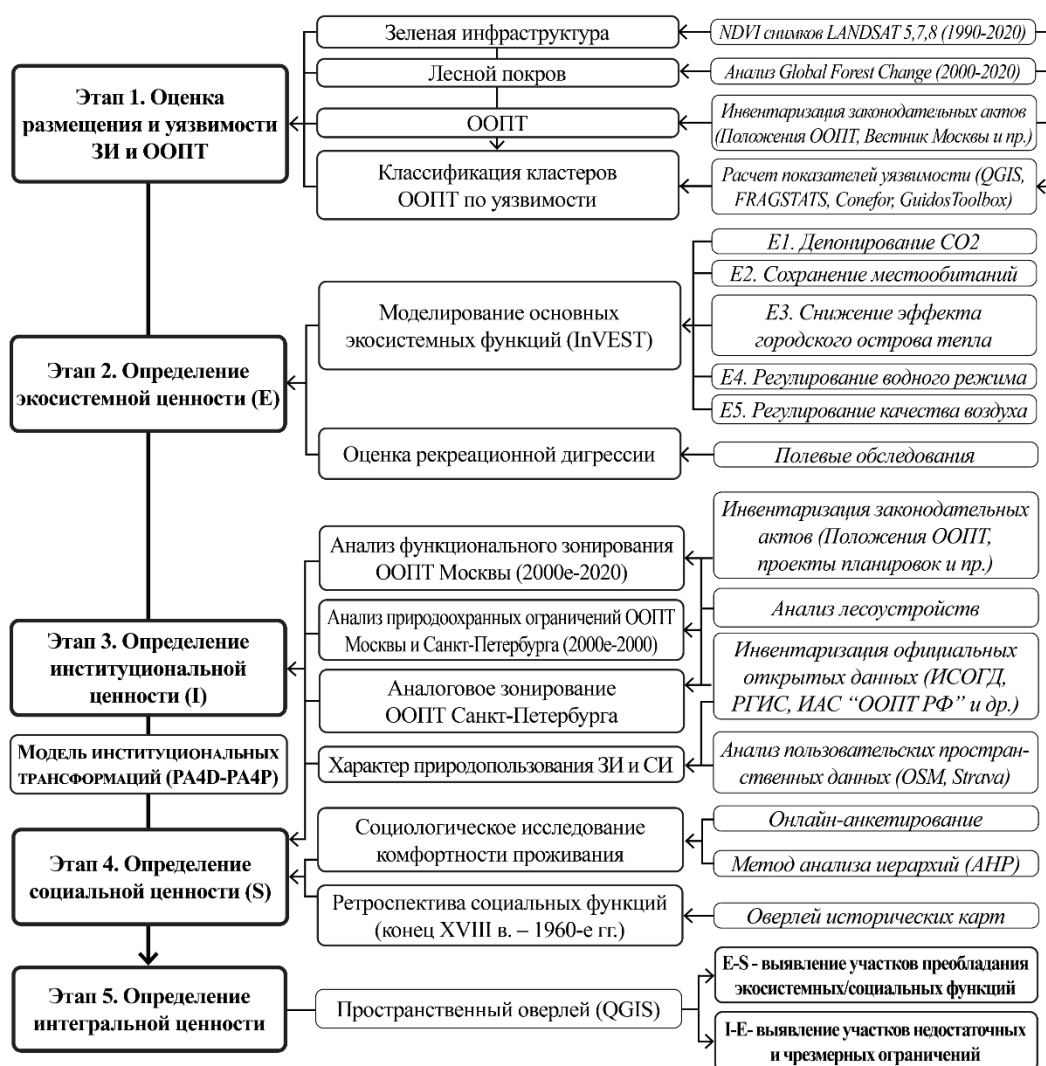 Этап 1. Оценка
размещения и уязвимости
ЗИ и ООПТ
Зеленая инфраструктура
NDVI снимков LANDSAT 5,7,8 (1990-2020)
Лесной покров
Анализ Global Forest Change (2000-2020)
ООПТ
Инвентаризация законодательных актов
(Положения ООПТ, Вестник Москвы и пр.)
Классификация кластеров
ООПТ по уязвимости
Расчет показателей уязвимости (QGIS,
FRAGSTATS, Conefor, GuidosToolbox)
Этап 2. Определение
экосистемной ценности (E)
Моделирование основных
экосистемных функций (InVEST)
E1. Депонирование CO2
E2. Сохранение местообитаний
E3. Снижение эффекта
городского острова тепла
E4. Регулирование водного режима
E5. Регулирование качества воздуха
Оценка рекреационной дигрессии
Полевые обследования
Этап 3. Определение
институциональной
ценности (I)
Анализ функционального зонирования
ООПТ Москвы (2000е-2020)
Анализ природоохранных ограничений ООПТ
Москвы и Санкт-Петербурга (2000е-2000)
Аналоговое зонирование
ООПТ Санкт-Петербурга
Характер природопользования ЗИ и СИ
Инвентаризация законодательных
актов (Положения ООПТ,
проекты планировок и пр.)
Анализ лесоустройств
Инвентаризация официальных
открытых данных (ИСОГД,
РГИС, ИАС “ООПТ РФ” и др.)
Анализ пользовательских простран-
ственных данных (OSM, Strava)
Модель институциональных
трансформаций (PA4D-PA4P)
Этап 4. Определение
социальной ценности (S)
Социологическое исследование
комфортности проживания
Онлайн-анкетирование
Метод анализа иерархий (AHP)
Ретроспектива социальных функций
(конец XVIII в. – 1960-е гг.)
Оверлей исторических карт
Этап 5. Определение
интегральной ценности
Пространственный оверлей (QGIS)
E-S - выявление участков преобладания
экосистемных/социальных функций
I-E- выявление участков недостаточных
и чрезмерных ограничений